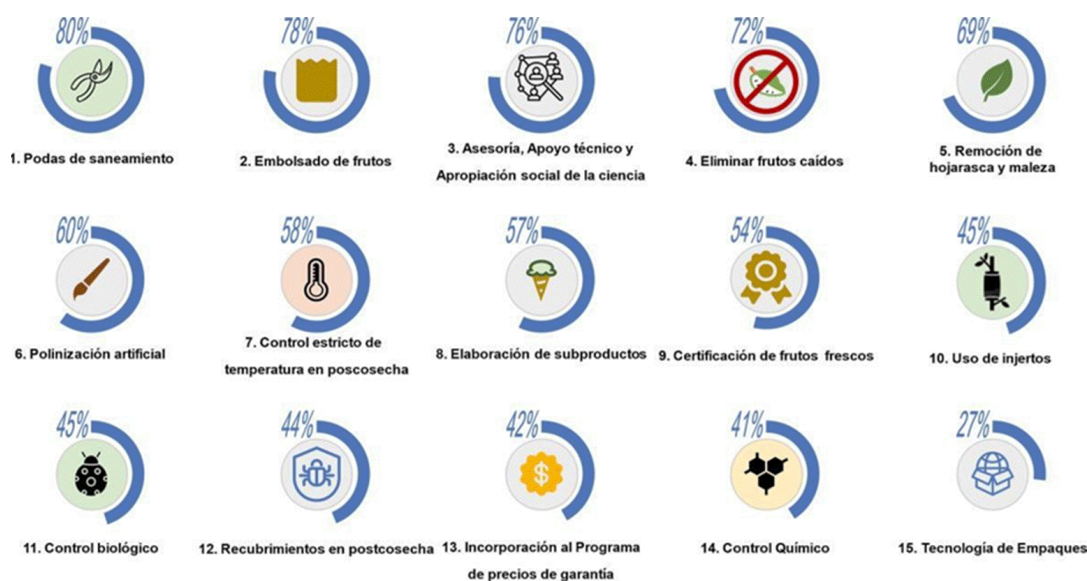 80%
78%
76%
72%
69%
1. Podas de saneamiento
2. Embolsado de frutos
3. Asesoría, Apoyo técnico y
Apropiación social de la ciencia
4. Eliminar frutos caídos
5. Remoción de
hojarasca y maleza
60%
58%
57%
54%
45%
6. Polinización artificial
7. Control estricto de
temperatura en poscosecha
8. Elaboración de subproductos
9. Certificación de frutos frescos
10. Uso de injertos
45%
44%
42%
41%
27%
11. Control biológico
12. Recubrimientos en postcosecha
13. Incorporación al Programa
de precios de garantía
14. Control Químico
15. Tecnología de Empaques